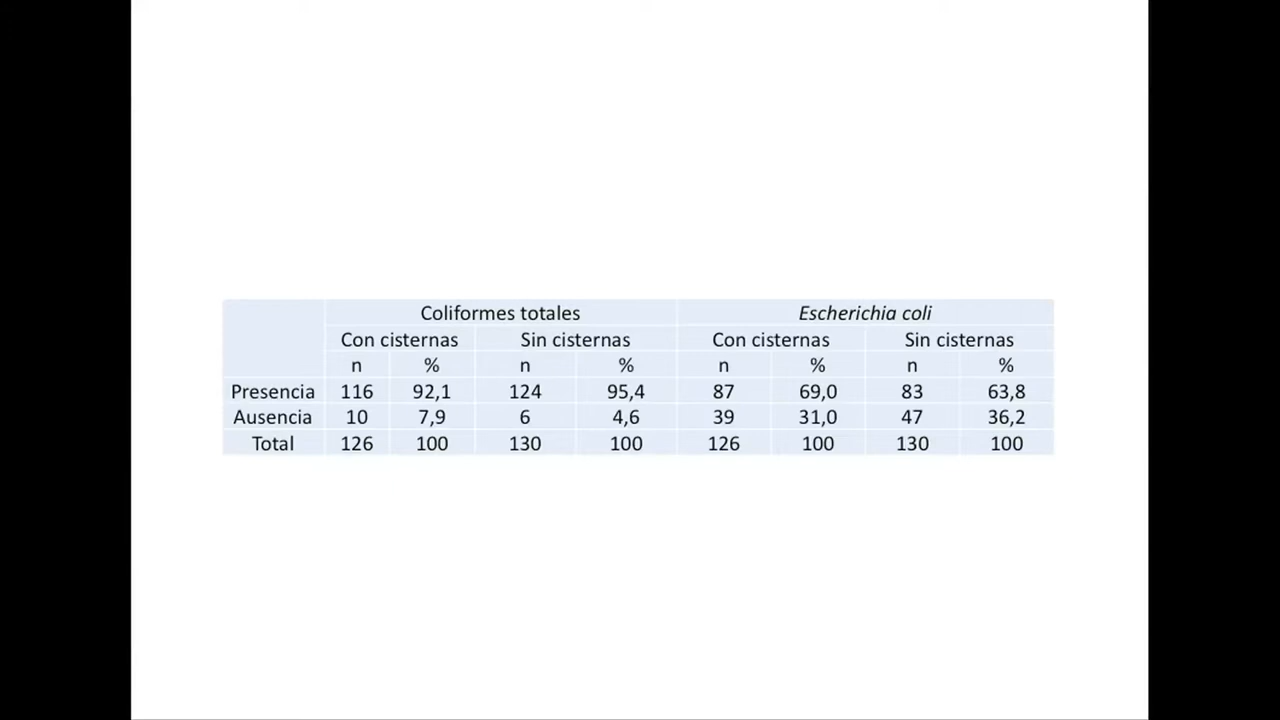 Coliformes totales Escherichia coli
Con cisternas Sin cisternas Con cisternas Sin cisternas
n % n % n % n %
Presencia 116 92,1 124 95,4 87 69,0 83 63,8
Ausencia 10 7,9 6 4,6 39 31,0 47 36,2
Total 126 100 130 100 126 100 130 100